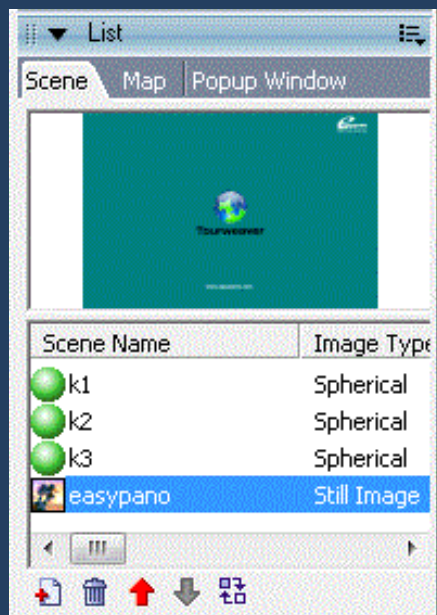 List
Scene Map Popup Window
Tourweaver
Scene Name Image Type
k1 Spherical
k2 Spherical
k3 Spherical
easypano Still Image